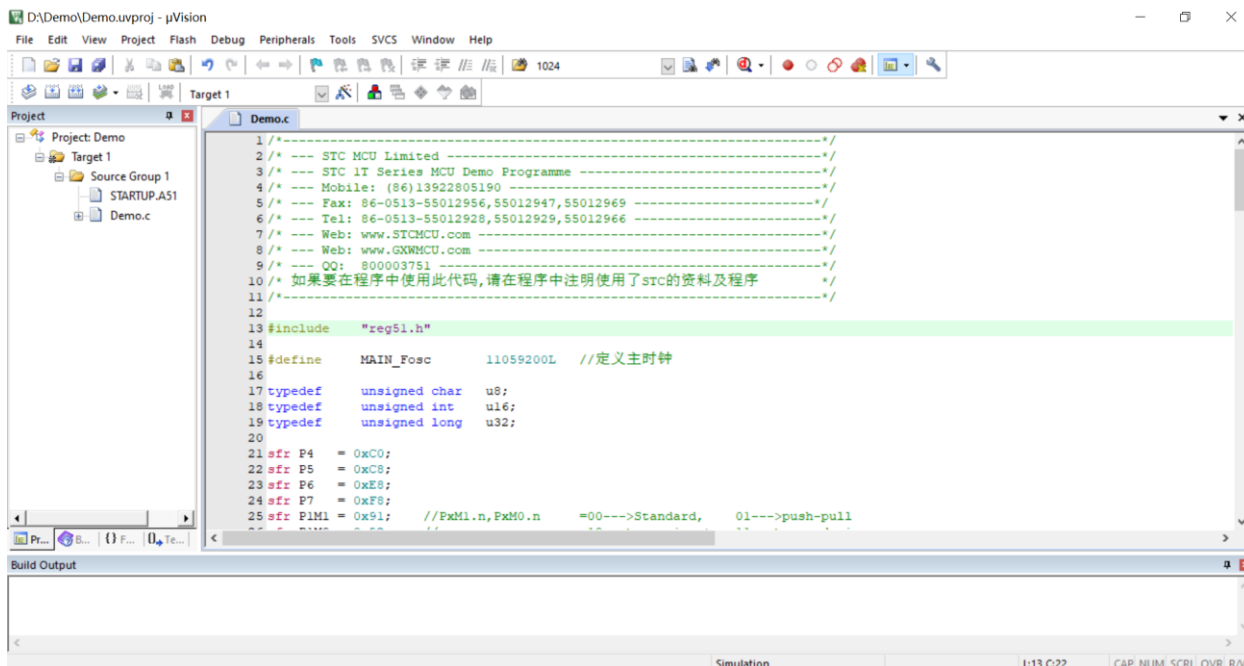 D:\Demo\Demo.uvproj - µVision
File Edit View Project Flash Debug Peripherals Tools SVCS Window Help
1024
Target 1
Project
Project: Demo
Target 1
Source Group 1
STARTUP.A51
Demo.c
Demo.c
1 /*---------------------------------------------------------------------*/
2 /* --- STC MCU Limited ------------------------------------------------*/
3 /* --- STC 1T Series MCU Demo Programme -------------------------------*/
4 /* --- Mobile: (86)13922805190 ----------------------------------------*/
5 /* --- Fax: 86-0513-55012956,55012947,55012969 -----------------------*/
6 /* --- Tel: 86-0513-55012928,55012929,55012966 ------------------------*/
7 /* --- Web: www.STCMCU.com --------------------------------------------*/
8 /* --- Web: www.GXWMCU.com --------------------------------------------*/
9 /* --- QQ:  800003751 -------------------------------------------------*/
10 /* 如果要在程序中使用此代码,请在程序中注明使用了STC的资料及程序        */
11 /*---------------------------------------------------------------------*/
12
13 #include    "reg51.h"
14
15 #define     MAIN_Fosc       11059200L   //定义主时钟
16
17 typedef     unsigned char   u8;
18 typedef     unsigned int    u16;
19 typedef     unsigned long   u32;
20
21 sfr P4   = 0xC0;
22 sfr P5   = 0xC8;
23 sfr P6   = 0xE8;
24 sfr P7   = 0xF8;
25 sfr P1M1 = 0x91;    //PxM1.n,PxM0.n     =00--->Standard,    01--->push-pull
Pr... B... {} F... 0 Te...
Build Output
Simulation L:13 C:22 CAP NUM SCRL OVR R/W